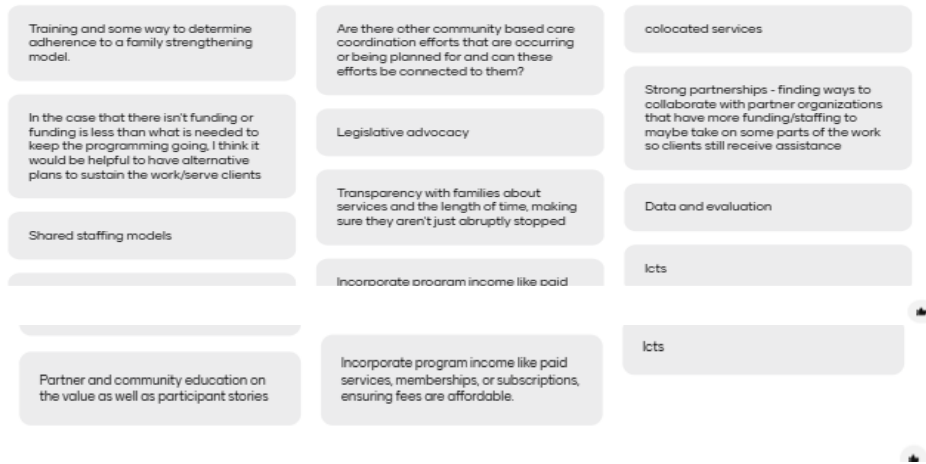 Training and some way to determine
adherence to a family strengthening
model.
In the case that there isn't funding or
funding is less than what is needed to
keep the programming going, I think it
would be helpful to have alternative
plans to sustain the work/serve clients
Shared staffing models
Are there other community based care
coordination efforts that are occurring
or being planned for and can these
efforts be connected to them?
Legislative advocacy
Transparency with families about
services and the length of time, making
sure they aren't just abruptly stopped
Incorporate program income like paid
colocated services
Strong partnerships - finding ways to
collaborate with partner organizations
that have more funding/staffing to
maybe take on some parts of the work
so clients still receive assistance
Data and evaluation
lcts
Partner and community education on
the value as well as participant stories
Incorporate program income like paid
services, memberships, or subscriptions,
ensuring fees are affordable.
lcts